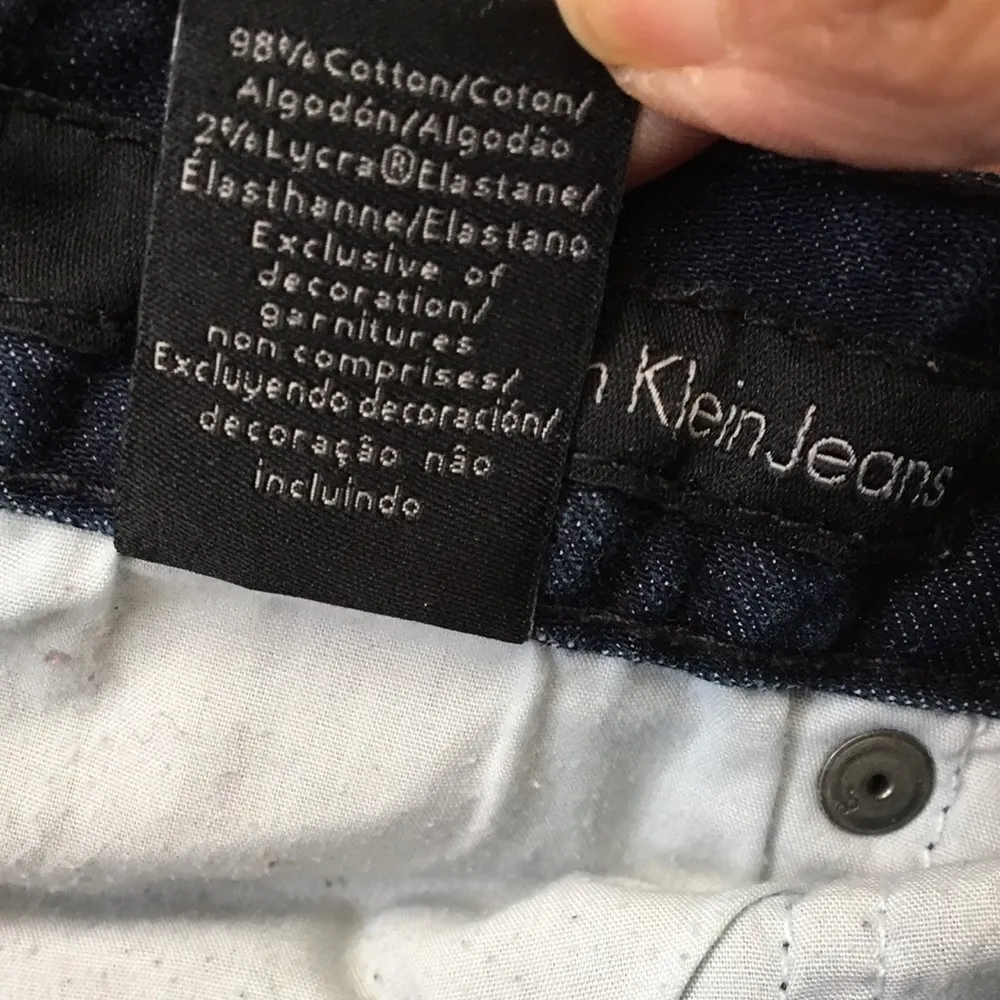 98% Cotton/Coton/
Algodón/Algodão
2% Lycra® Elastane/
Élasthanne/Elastano
Exclusive of
decoration/
garnitures
non comprises/
Excluyendo decoración/
decoração não
incluindo
n Klein Jeans